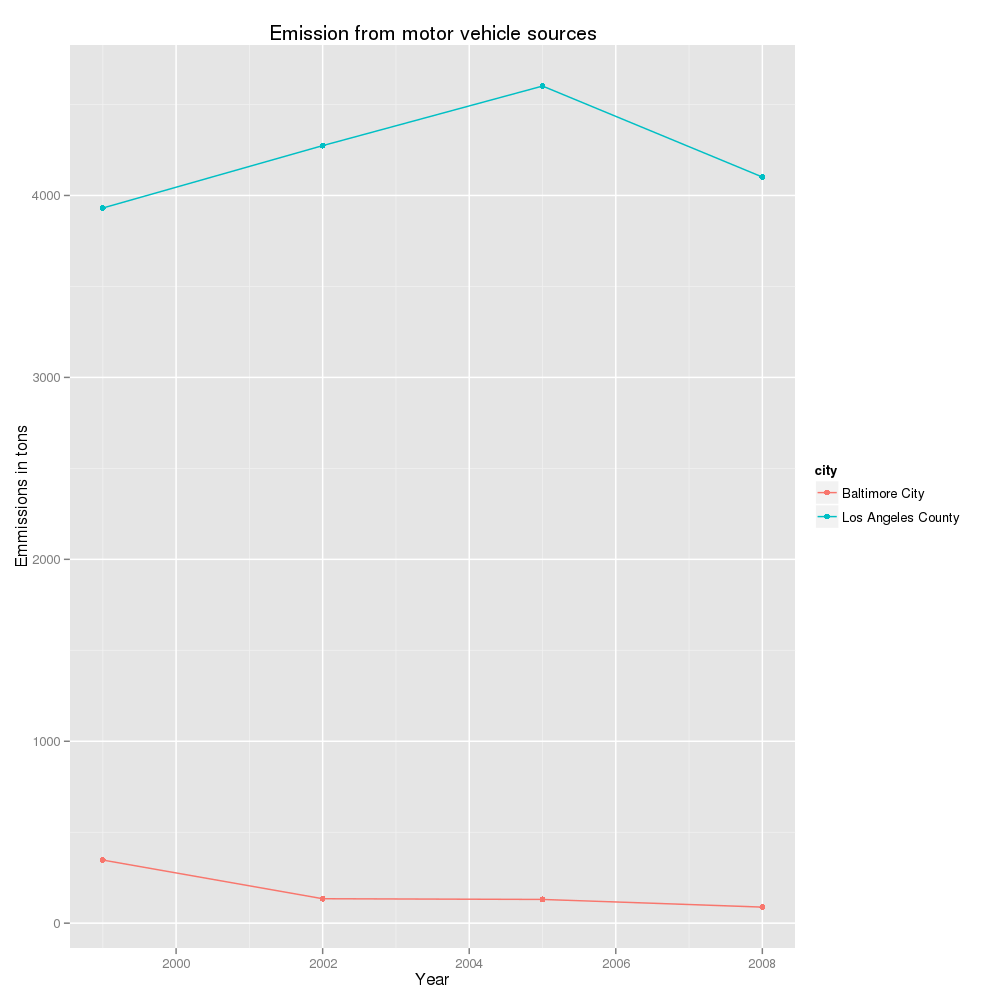 Emission from motor vehicle sources
Emmissions in tons
4000
3000
2000
1000
0
2000 2002 2004 2006 2008
Year
city
Baltimore City
Los Angeles County